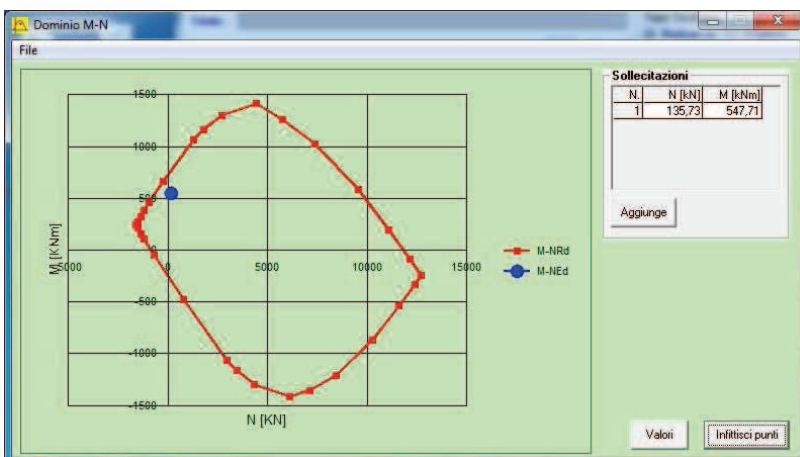 Dominio M-N
File
1500
1000
500
0
-500
-1000
-1500
M [KNm]
5000
0
5000
10000
15000
N [KN]
M-NRd
M-NEd
Sollecitazioni
N. N [kN] M [kNm]
1 135,73 547,71
Aggiunge
Valori
Infittisci punti